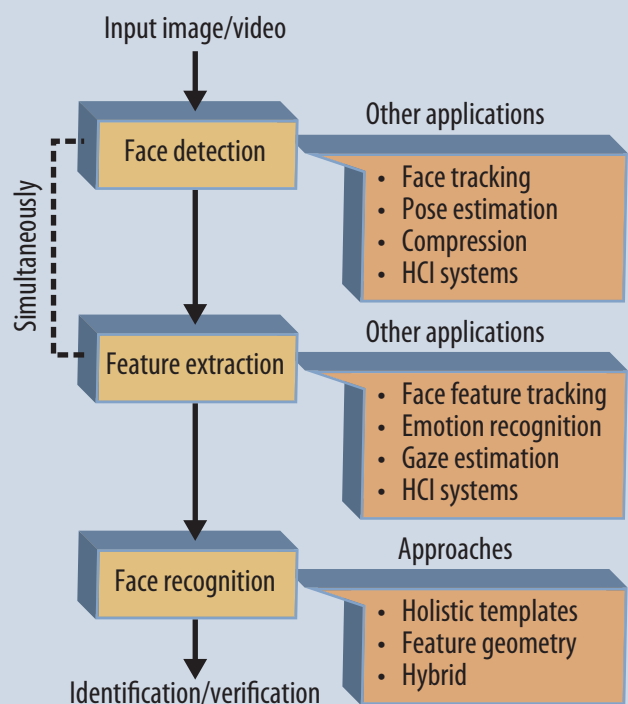 Input image/video
Face detection
Other applications
• Face tracking
• Pose estimation
• Compression
• HCI systems
Simultaneously
Feature extraction
Other applications
• Face feature tracking
• Emotion recognition
• Gaze estimation
• HCI systems
Face recognition
Approaches
• Holistic templates
• Feature geometry
• Hybrid
Identification/verification